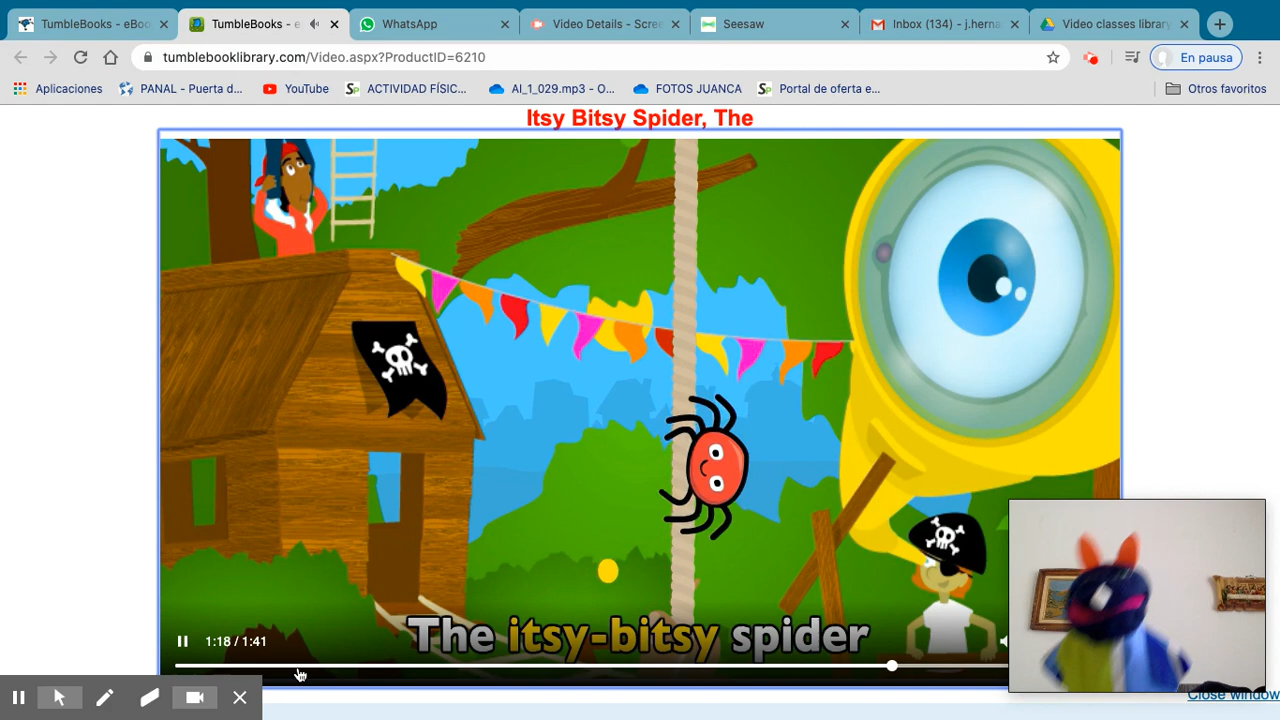 TumbleBooks - eBoo
TumbleBooks - e
WhatsApp
Video Details - Scree
Seesaw
Inbox (134) - j.herna
Video classes library
tumblebooklibrary.com/Video.aspx?ProductID=6210
En pausa
Aplicaciones
PANAL - Puerta d...
YouTube
ACTIVIDAD FÍSIC...
AI_1_029.mp3 - O...
FOTOS JUANCA
Portal de oferta e...
Otros favoritos
Itsy Bitsy Spider, The
The itsy-bitsy spider
1:18 / 1:41
Close window